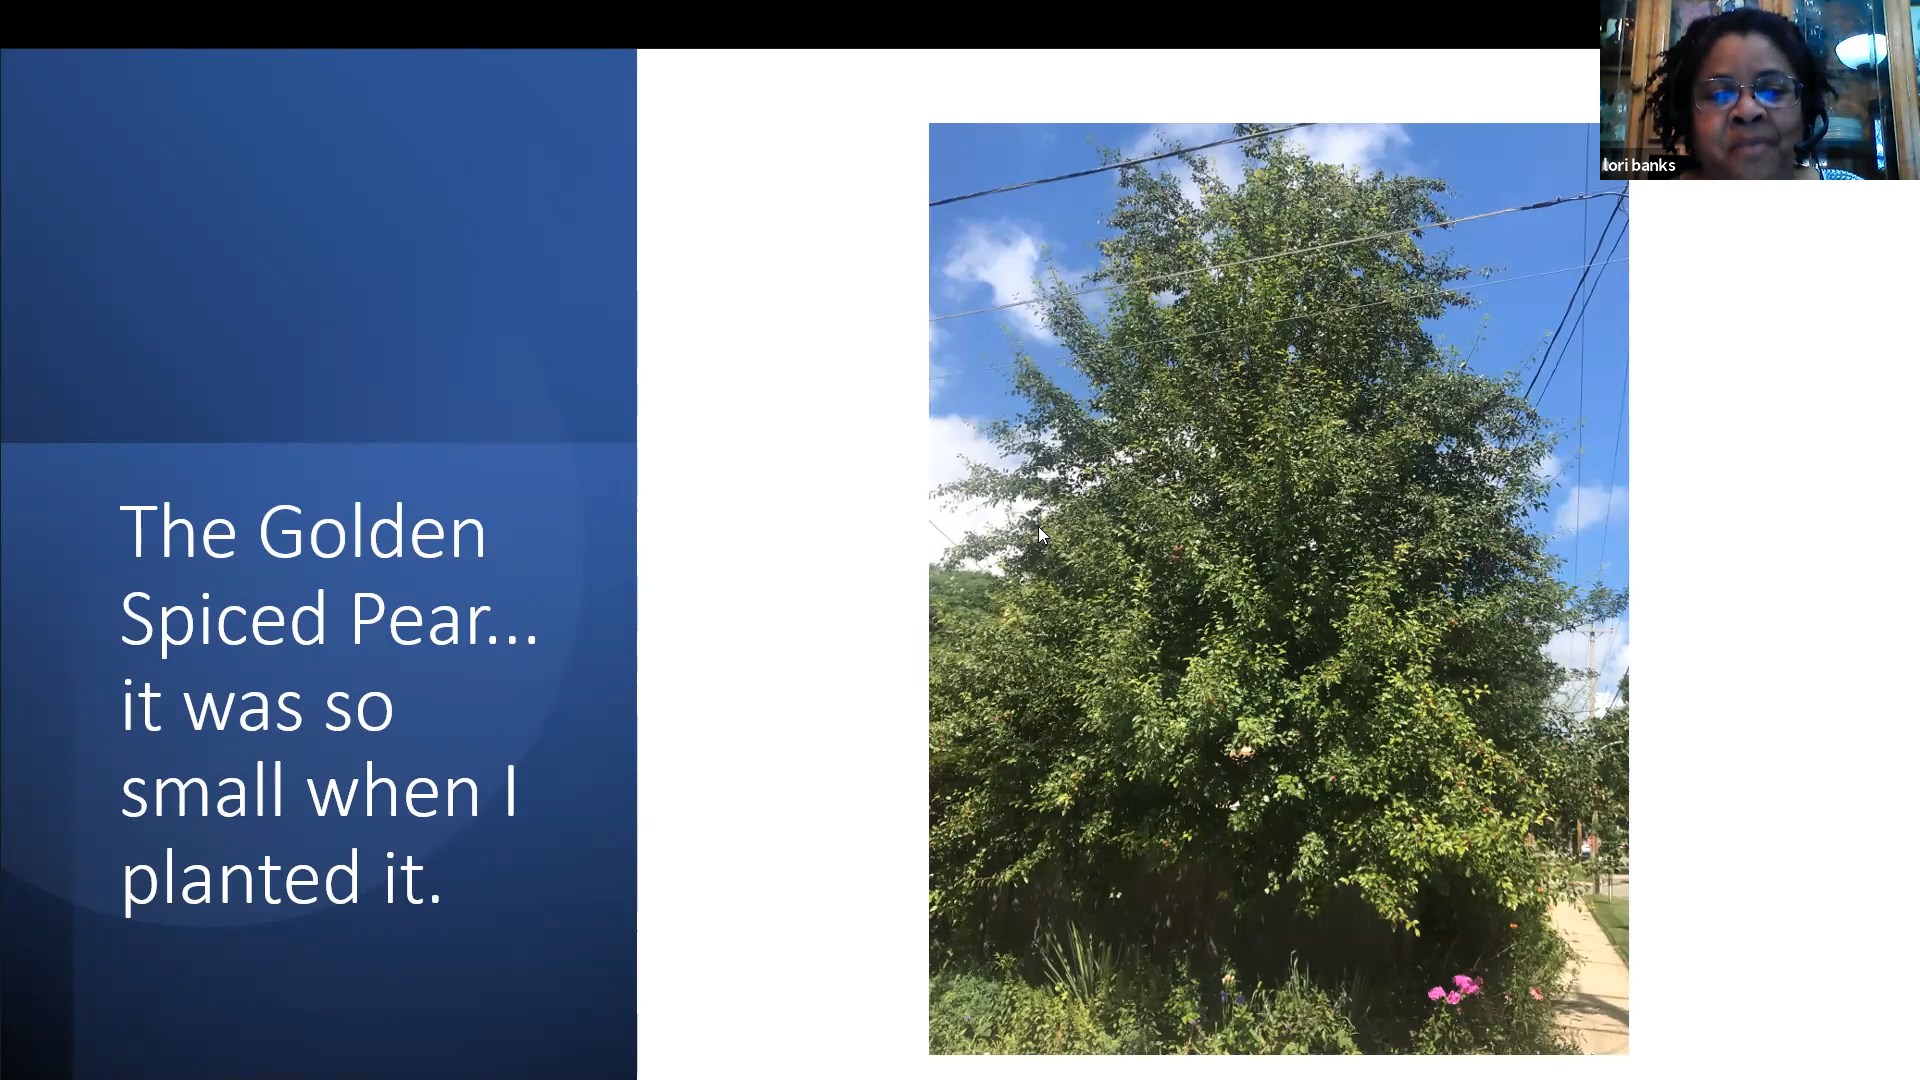 lori banks
The Golden
Spiced Pear...
it was so
small when I
planted it.